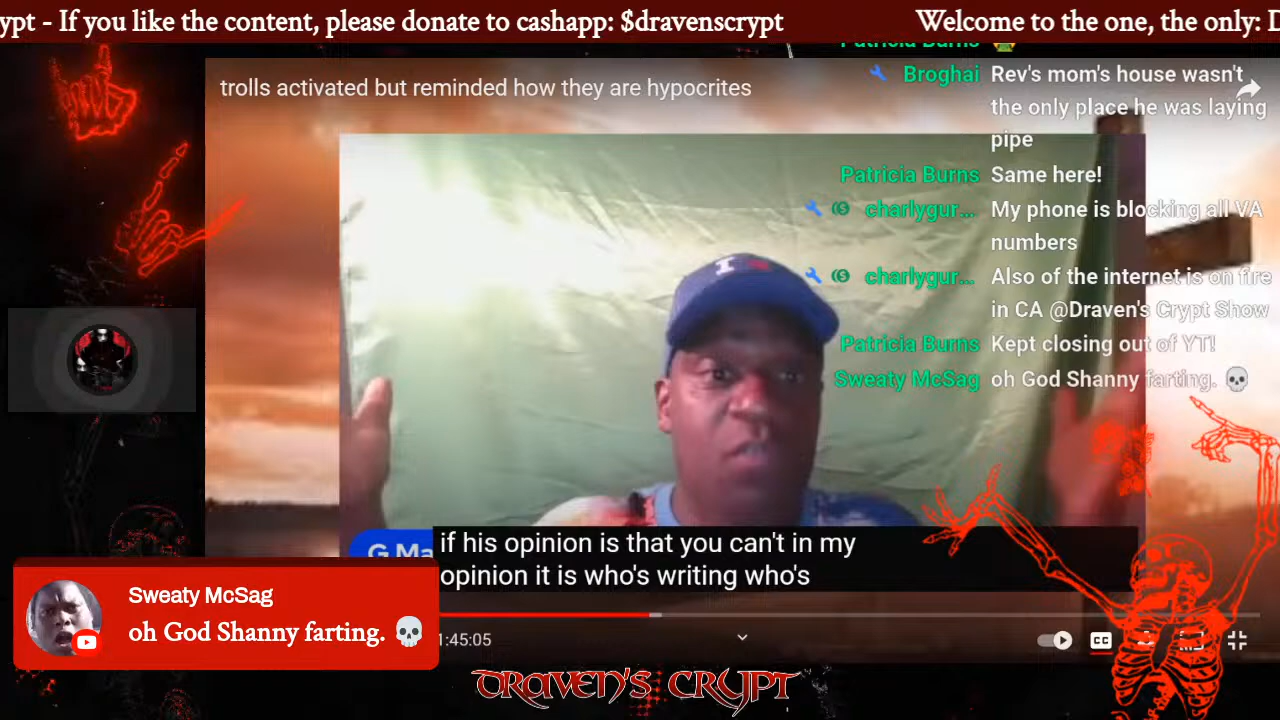 ypt - If you like the content, please donate to cashapp: $dravenscrypt
Welcome to the one, the only: D
trolls activated but reminded how they are hypocrites
Patricia Burns
Broghai Rev's mom's house wasn't
the only place he was laying
pipe
Patricia Burns Same here!
charlygur... My phone is blocking all VA
numbers
charlygur... Also of the internet is on fire
in CA @Draven's Crypt Show
Patricia Burns Kept closing out of YT!
Sweaty McSag oh God Shanny farting. 💀
I
G Ma
if his opinion is that you can't in my
opinion it is who's writing who's
Sweaty McSag
oh God Shanny farting. 💀
1:45:05
CC
DRAVEN'S CRYPT